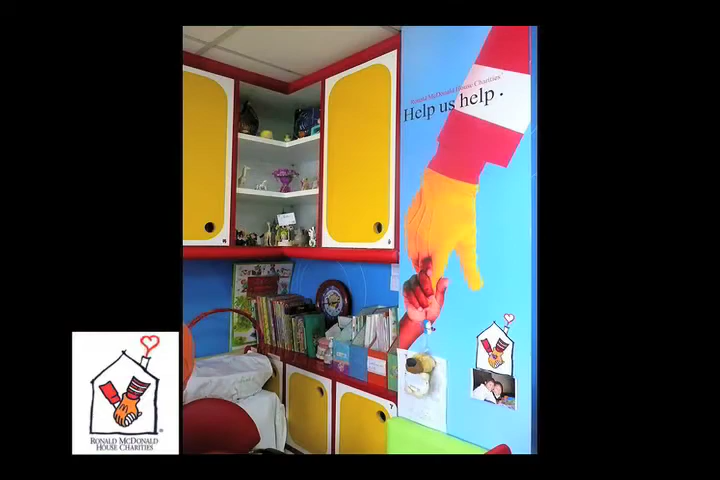 Ronald McDonald House Charities
Help us help.
RONALD MCDONALD
HOUSE CHARITIES